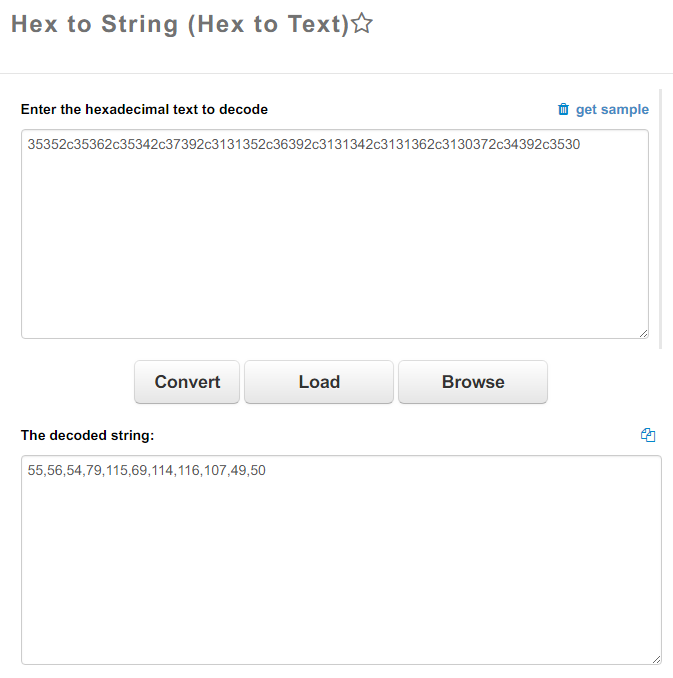 Hex to String (Hex to Text)☆
Enter the hexadecimal text to decode
get sample
35352c35362c35342c37392c3131352c36392c3131342c3131362c3130372c34392c3530
Convert Load Browse
The decoded string:
55,56,54,79,115,69,114,116,107,49,50